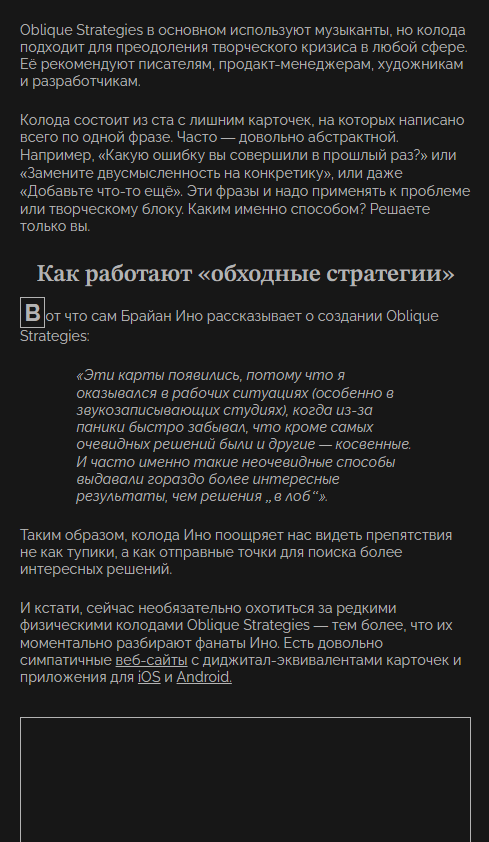 Oblique Strategies в основном используют музыканты, но колода
подходит для преодоления творческого кризиса в любой сфере.
Её рекомендуют писателям, продакт-менеджерам, художникам
и разработчикам.
Колода состоит из ста с лишним карточек, на которых написано
всего по одной фразе. Часто — довольно абстрактной.
Например, «Какую ошибку вы совершили в прошлый раз?» или
«Замените двусмысленность на конкретику», или даже
«Добавьте что-то ещё». Эти фразы и надо применять к проблеме
или творческому блоку. Каким именно способом? Решаете
только вы.
Как работают «обходные стратегии»
Вот что сам Брайан Ино рассказывает о создании Oblique
Strategies:
«Эти карты появились, потому что я
оказывался в рабочих ситуациях (особенно в
звукозаписывающих студиях), когда из-за
паники быстро забывал, что кроме самых
очевидных решений были и другие — косвенные.
И часто именно такие неочевидные способы
выдавали гораздо более интересные
результаты, чем решения „в лоб“».
Таким образом, колода Ино поощряет нас видеть препятствия
не как тупики, а как отправные точки для поиска более
интересных решений.
И кстати, сейчас необязательно охотиться за редкими
физическими колодами Oblique Strategies — тем более, что их
моментально разбирают фанаты Ино. Есть довольно
симпатичные веб-сайты с диджитал-эквивалентами карточек и
приложения для iOS и Android.